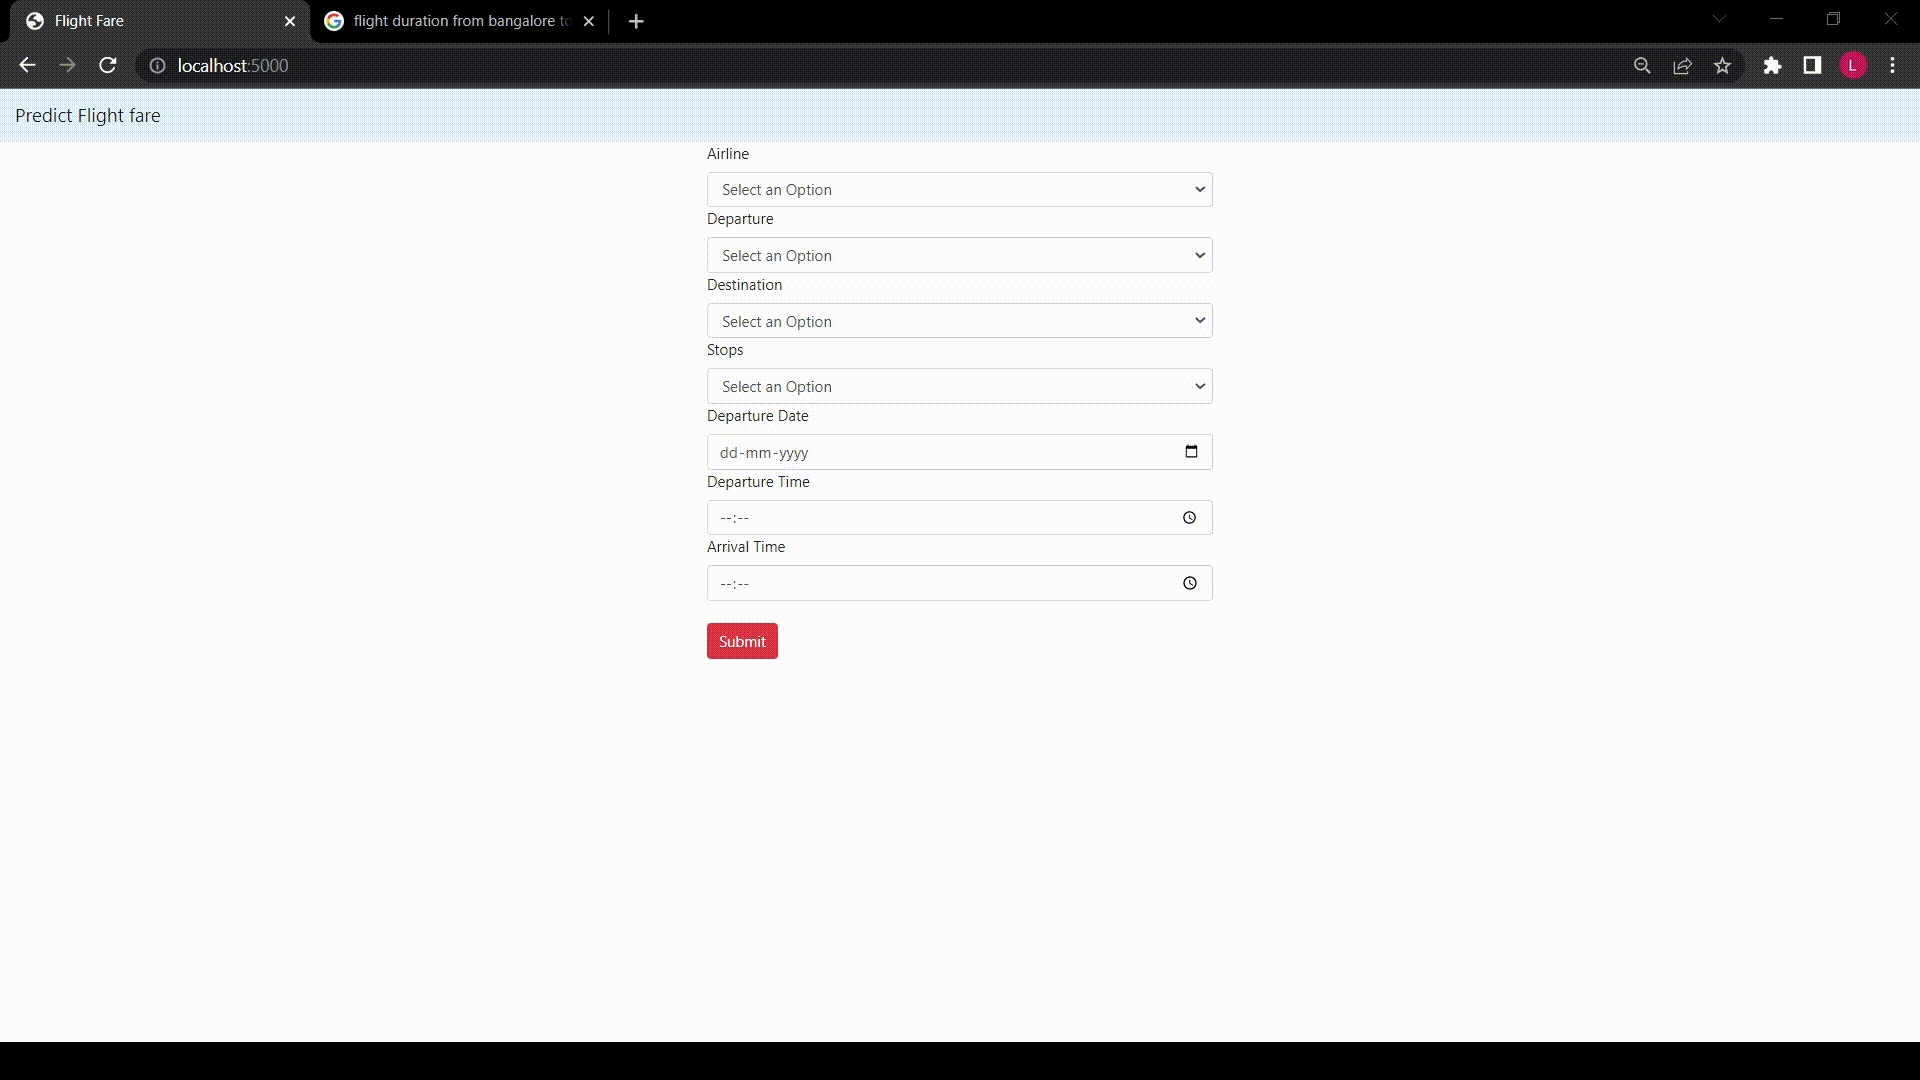 Flight Fare
flight duration from bangalore to
localhost:5000
L
Predict Flight fare
Airline
Select an Option
Departure
Select an Option
Destination
Select an Option
Stops
Select an Option
Departure Date
dd-mm-yyyy
Departure Time
--:--
Arrival Time
--:--
Submit